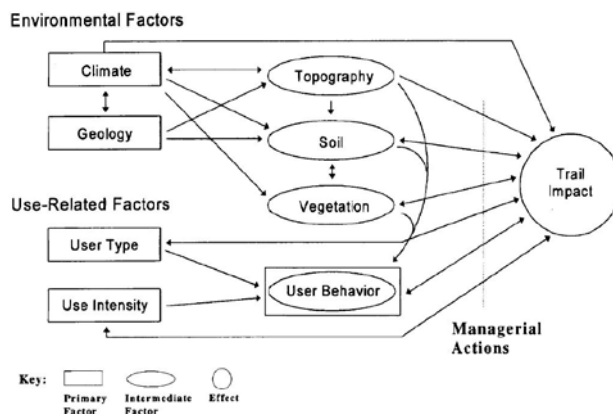 Environmental Factors
Climate
Topography
Geology
Soil
Trail
Impact
Vegetation
Use-Related Factors
User Type
User Behavior
Use Intensity
Managerial
Actions
Key:
Primary
Factor
Intermediate
Factor
Effect